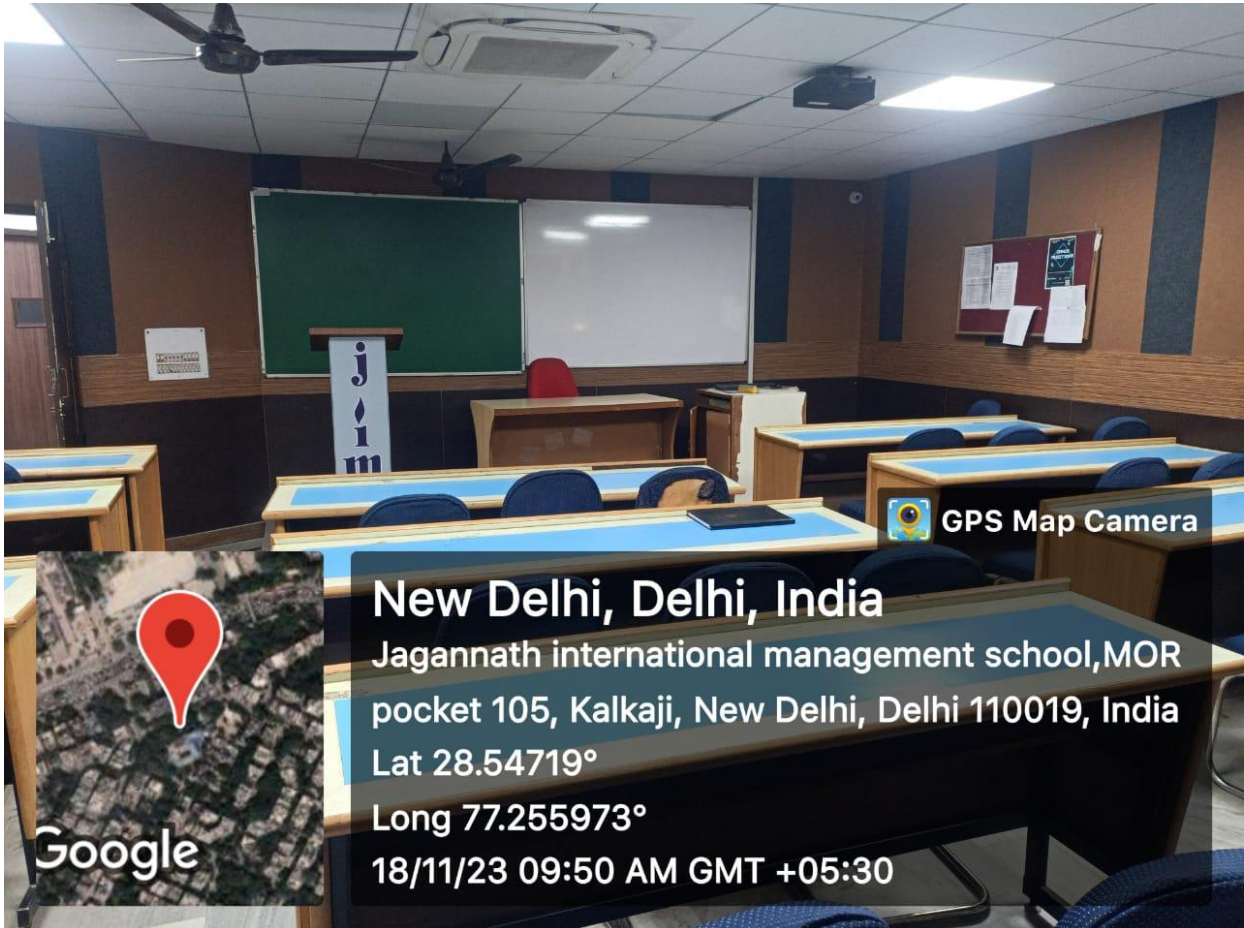 j
i
m
GPS Map Camera
New Delhi, Delhi, India
Jagannath international management school,MOR
pocket 105, Kalkaji, New Delhi, Delhi 110019, India
Lat 28.54719°
Long 77.255973°
18/11/23 09:50 AM GMT +05:30
Google